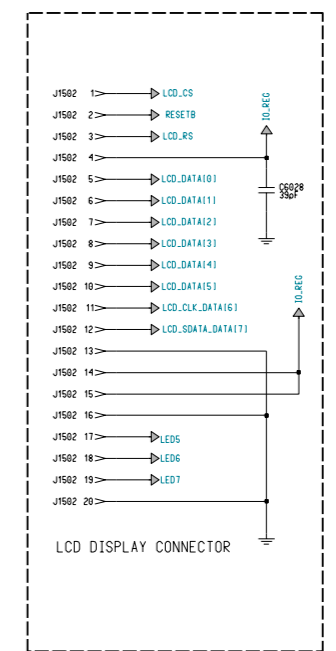 J1502 1 LCD_CS
IO_REG
J1502 2 RESETB
J1502 3 LCD_RS
J1502 4
J1502 5 LCD_DATA[0]
C6028
39pF
J1502 6 LCD_DATA[1]
J1502 7 LCD_DATA[2]
J1502 8 LCD_DATA[3]
J1502 9 LCD_DATA[4]
J1502 10 LCD_DATA[5]
IO_REG
J1502 11 LCD_CLK_DATA[6]
J1502 12 LCD_SDATA_DATA[7]
J1502 13
J1502 14
J1502 15
J1502 16
J1502 17 LED5
J1502 18 LED6
J1502 19 LED7
J1502 20
LCD DISPLAY CONNECTOR